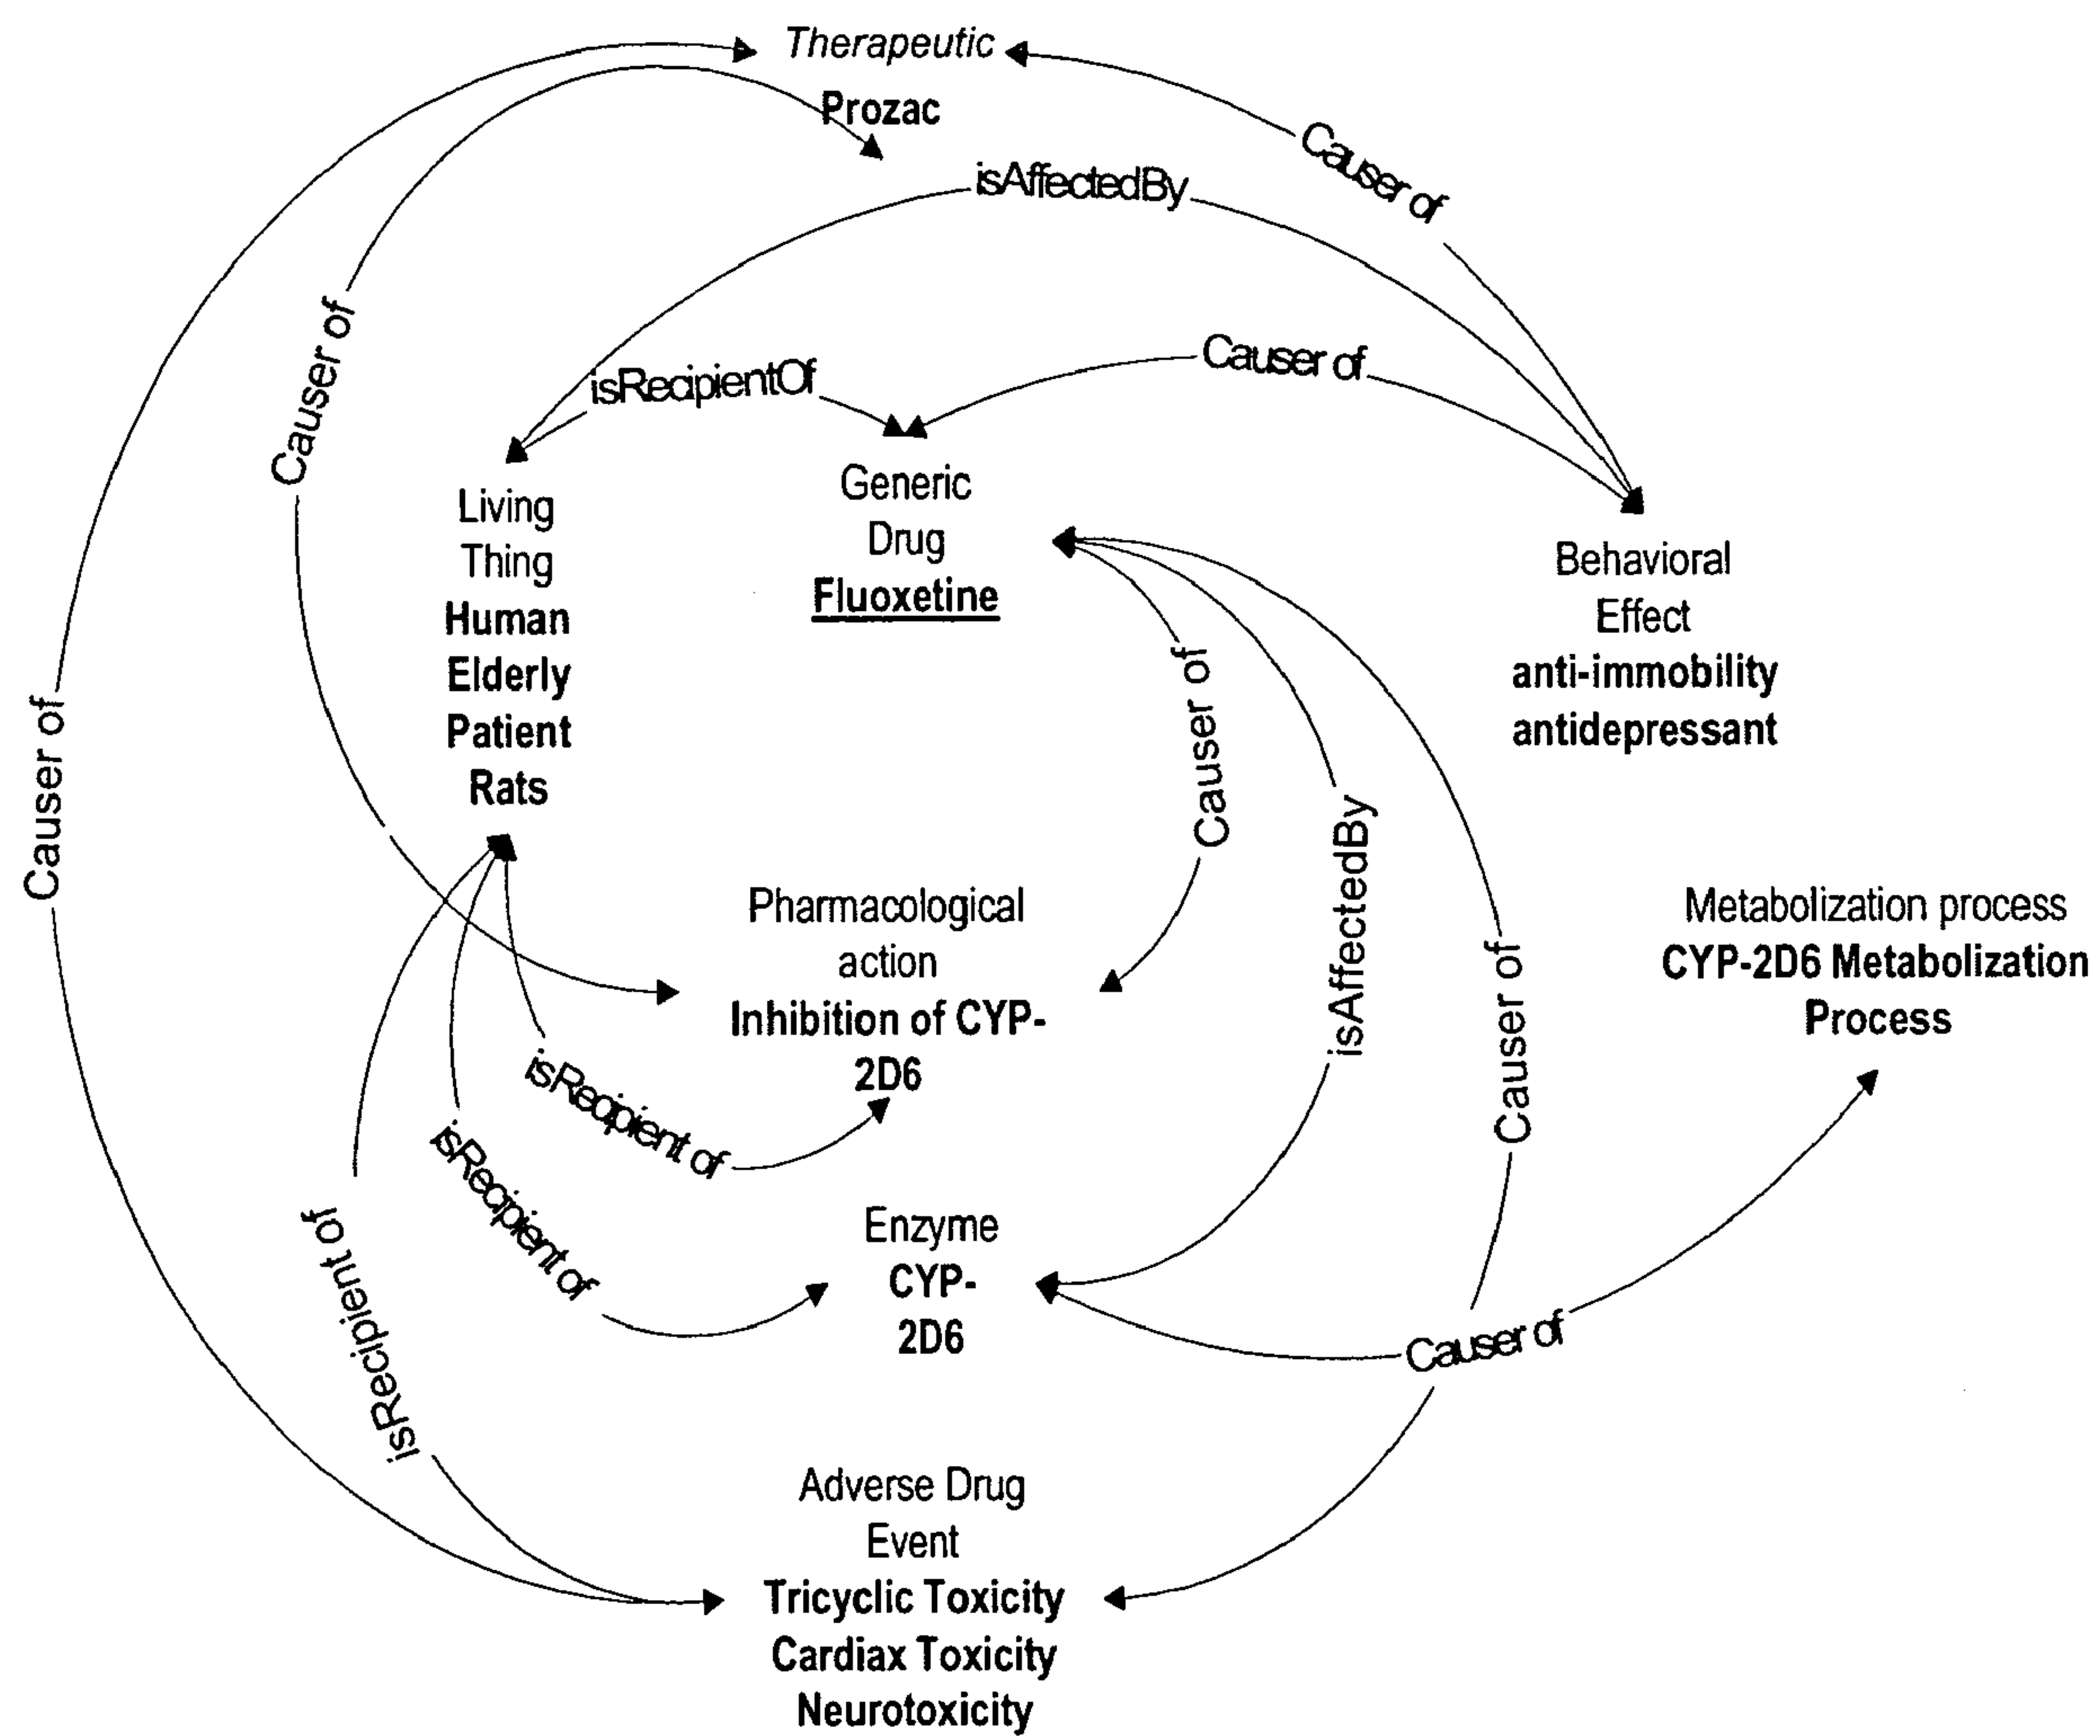 Therapeutic
Prozac
Causer of
isAffectedBy
Causer of
Causer of
isRecipientOf
Generic
Drug
Fluoxetine
Living
Thing
Human
Elderly
Patient
Rats
Behavioral
Effect
anti-immobility
antidepressant
Causer of
Causer of
isAffectedBy
Causer of
Pharmacological
action
Inhibition of CYP-
2D6
Metabolization process
CYP-2D6 Metabolization
Process
isRecipient of
isRecipient of
isRecipient of
Enzyme
CYP-
2D6
Causer of
Adverse Drug
Event
Tricyclic Toxicity
Cardiax Toxicity
Neurotoxicity